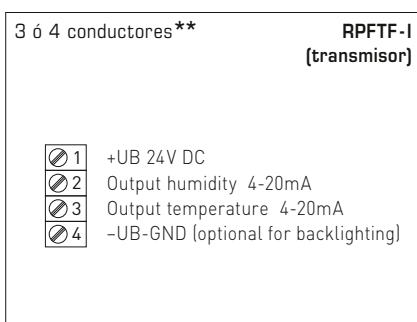 3 ó 4 conductores** RPFTF-I
(transmisor)
1 +UB 24V DC
2 Output humidity 4-20mA
3 Output temperature 4-20mA
4 –UB-GND (optional for backlighting)